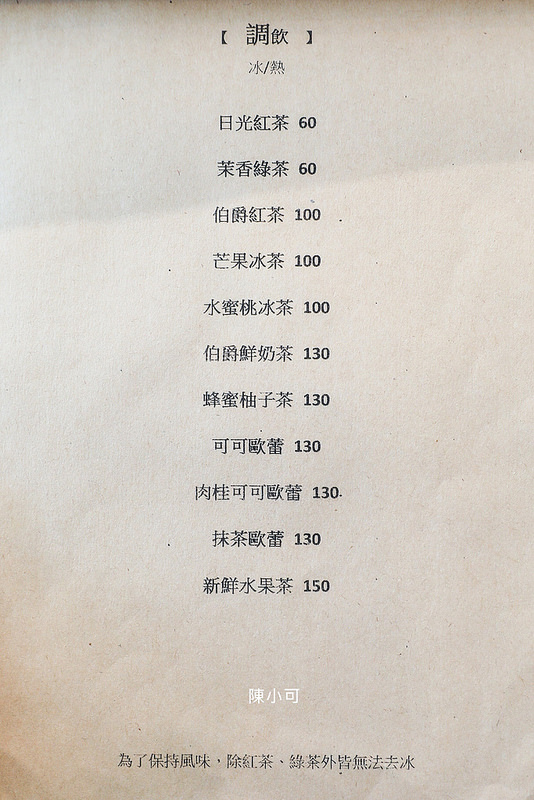 【 調飲 】
冰/熱
日光紅茶 60
茉香綠茶 60
伯爵紅茶 100
芒果冰茶 100
水蜜桃冰茶 100
伯爵鮮奶茶 130
蜂蜜柚子茶 130
可可歐蕾 130
肉桂可可歐蕾 130
抹茶歐蕾 130
新鮮水果茶 150
陳小可
為了保持風味，除紅茶、綠茶外皆無法去冰